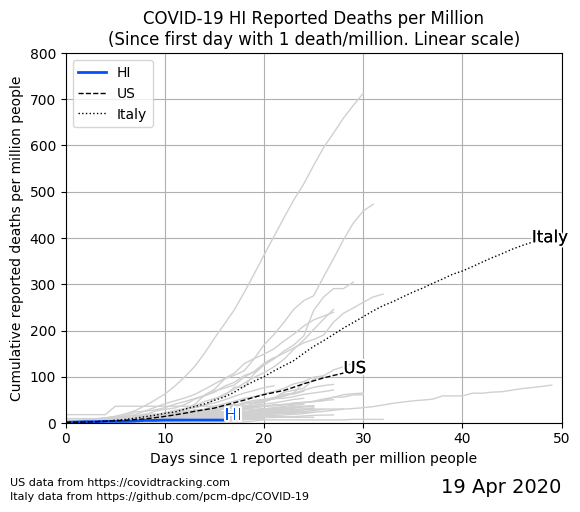 COVID-19 HI Reported Deaths per Million
(Since first day with 1 death/million. Linear scale)
800
700
600
500
400
300
200
100
0
Cumulative reported deaths per million people
HI
US
Italy
Italy
US
HI
0 10 20 30 40 50
Days since 1 reported death per million people
US data from https://covidtracking.com
Italy data from https://github.com/pcm-dpc/COVID-19
19 Apr 2020